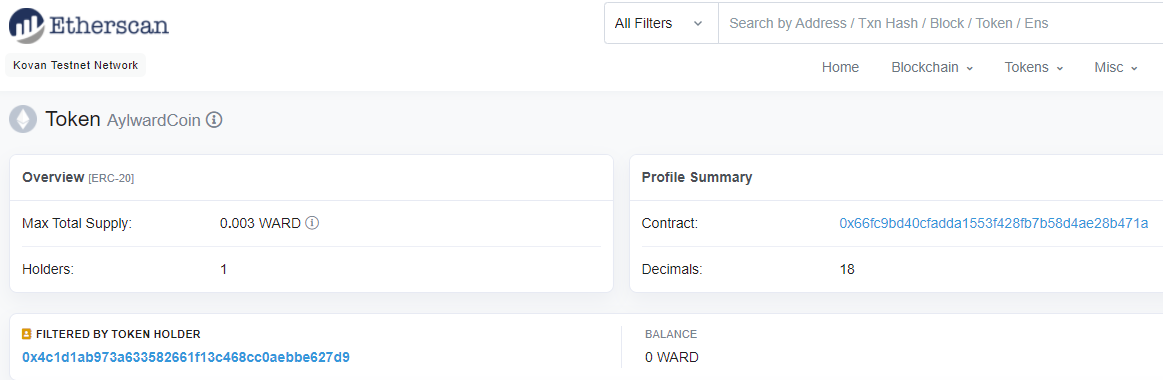 Etherscan
All Filters
Search by Address / Txn Hash / Block / Token / Ens
Kovan Testnet Network
Home Blockchain Tokens Misc
Token AylwardCoin
Overview [ERC-20]
Max Total Supply: 0.003 WARD
Holders: 1
Profile Summary
Contract: 0x66fc9bd40cfadda1553f428fb7b58d4ae28b471a
Decimals: 18
FILTERED BY TOKEN HOLDER
0x4c1d1ab973a633582661f13c468cc0aebbe627d9
BALANCE
0 WARD